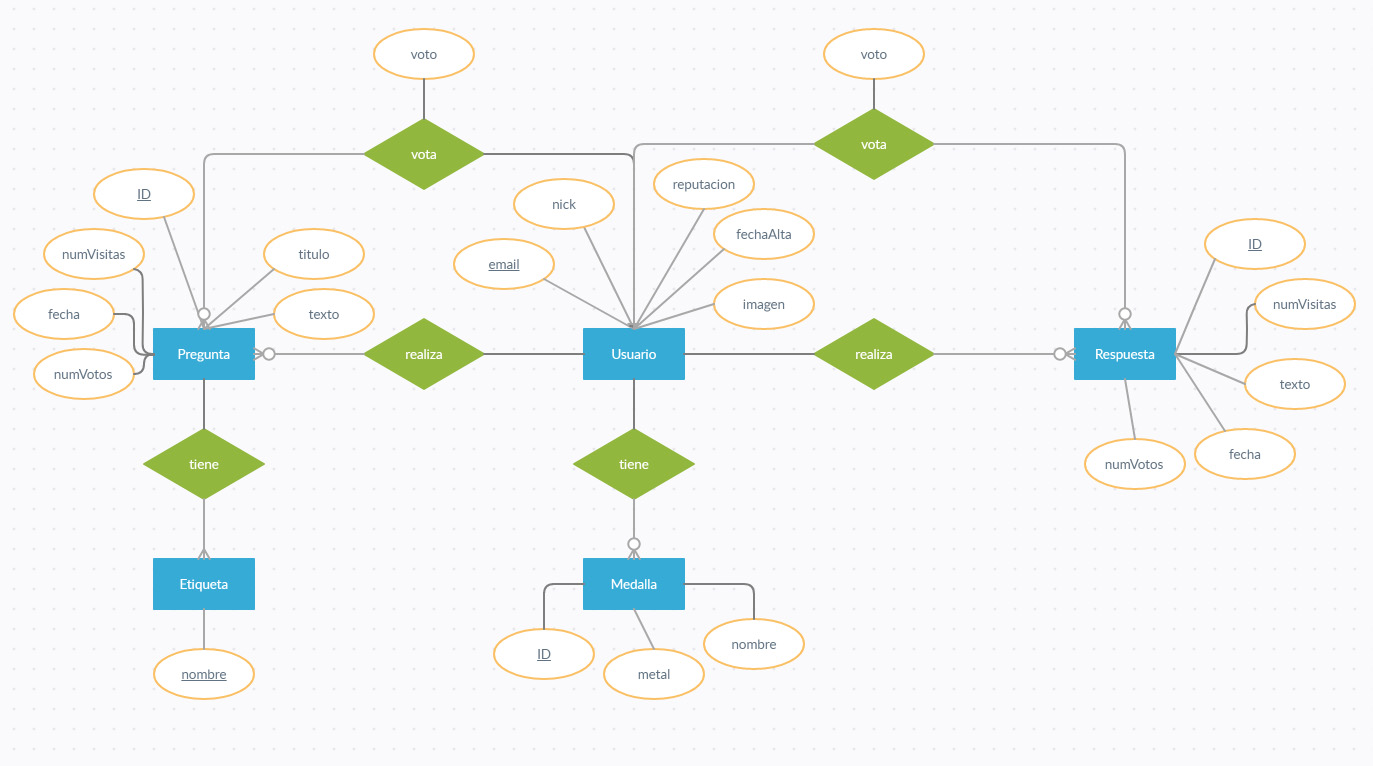 voto
voto
vota
vota
ID
reputacion
nick
numVisitas
titulo
fechaAlta
ID
email
fecha
texto
imagen
numVisitas
Pregunta
realiza
Usuario
realiza
Respuesta
numVotos
texto
tiene
tiene
numVotos
fecha
Etiqueta
Medalla
nombre
ID
metal
nombre